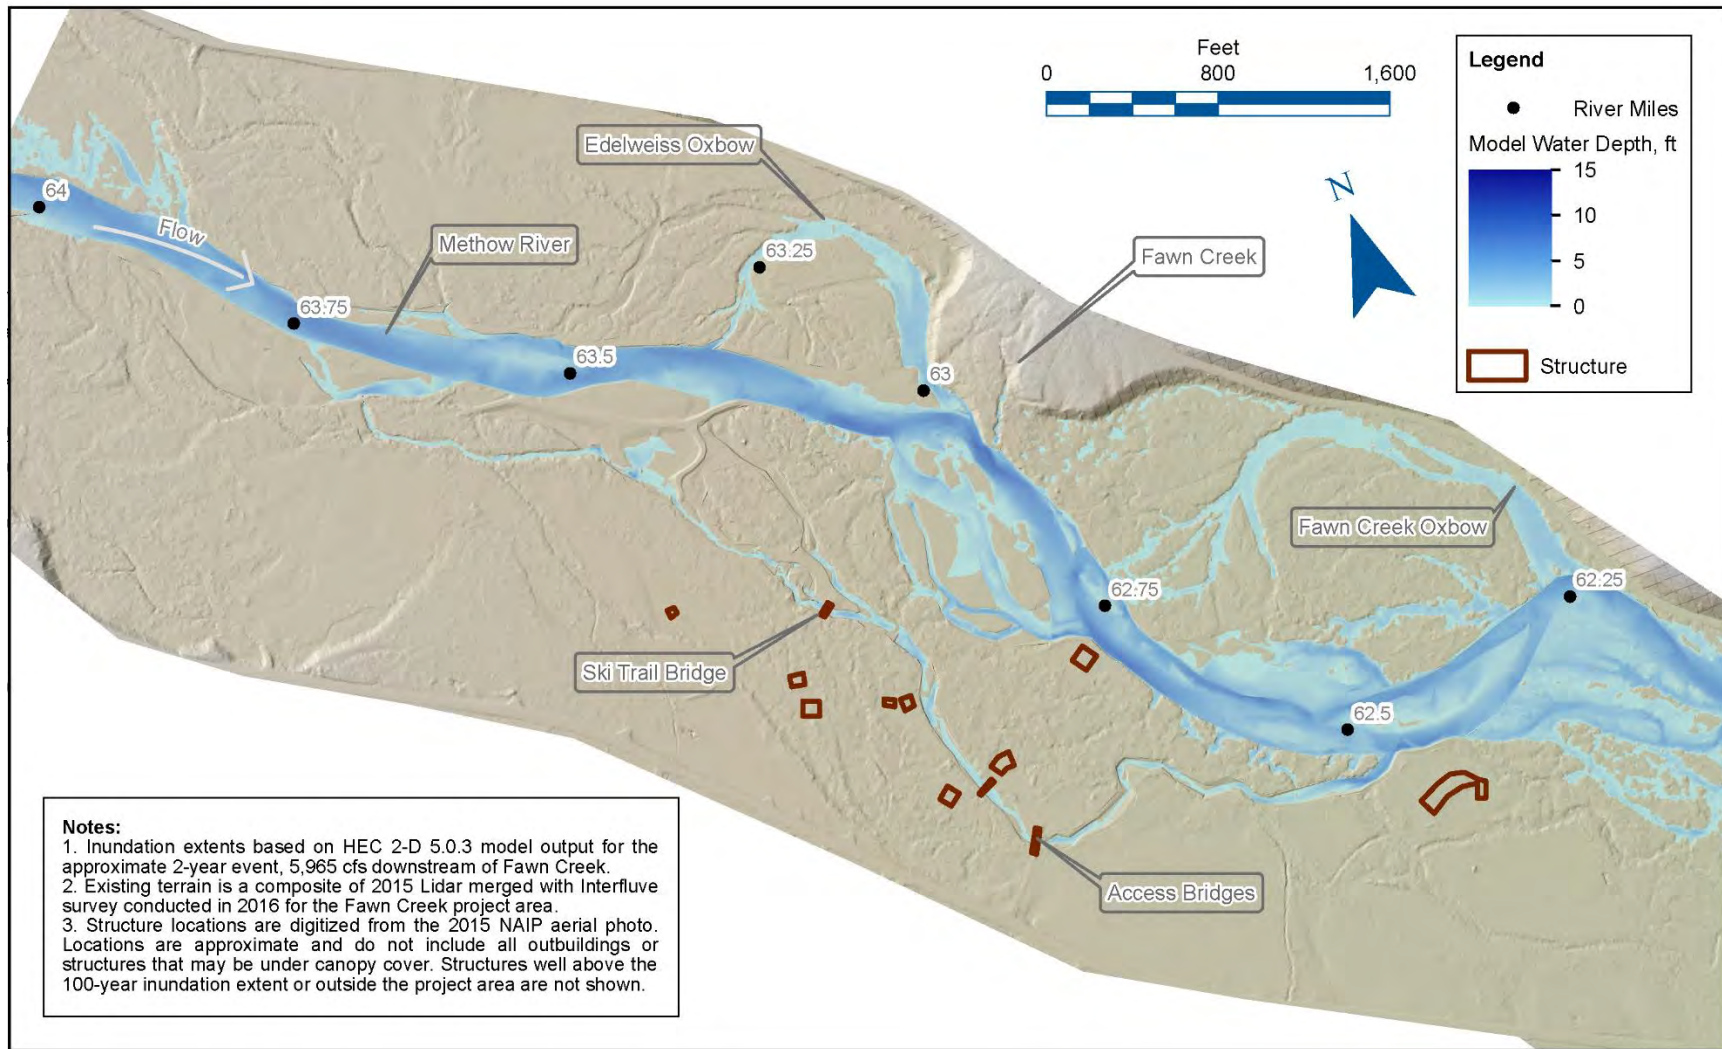 Feet
0 800 1,600
N
Legend
River Miles
Model Water Depth, ft
15
10
5
0
Structure
Edelweiss Oxbow
64
Flow
Methow River
63.25
Fawn Creek
63.75
63.5
63
Fawn Creek Oxbow
62.75
62.25
Ski Trail Bridge
62.5
Access Bridges
Notes:
1. Inundation extents based on HEC 2-D 5.0.3 model output for the
approximate 2-year event, 5,965 cfs downstream of Fawn Creek.
2. Existing terrain is a composite of 2015 Lidar merged with Interfluve
survey conducted in 2016 for the Fawn Creek project area.
3. Structure locations are digitized from the 2015 NAIP aerial photo.
Locations are approximate and do not include all outbuildings or
structures that may be under canopy cover. Structures well above the
100-year inundation extent or outside the project area are not shown.